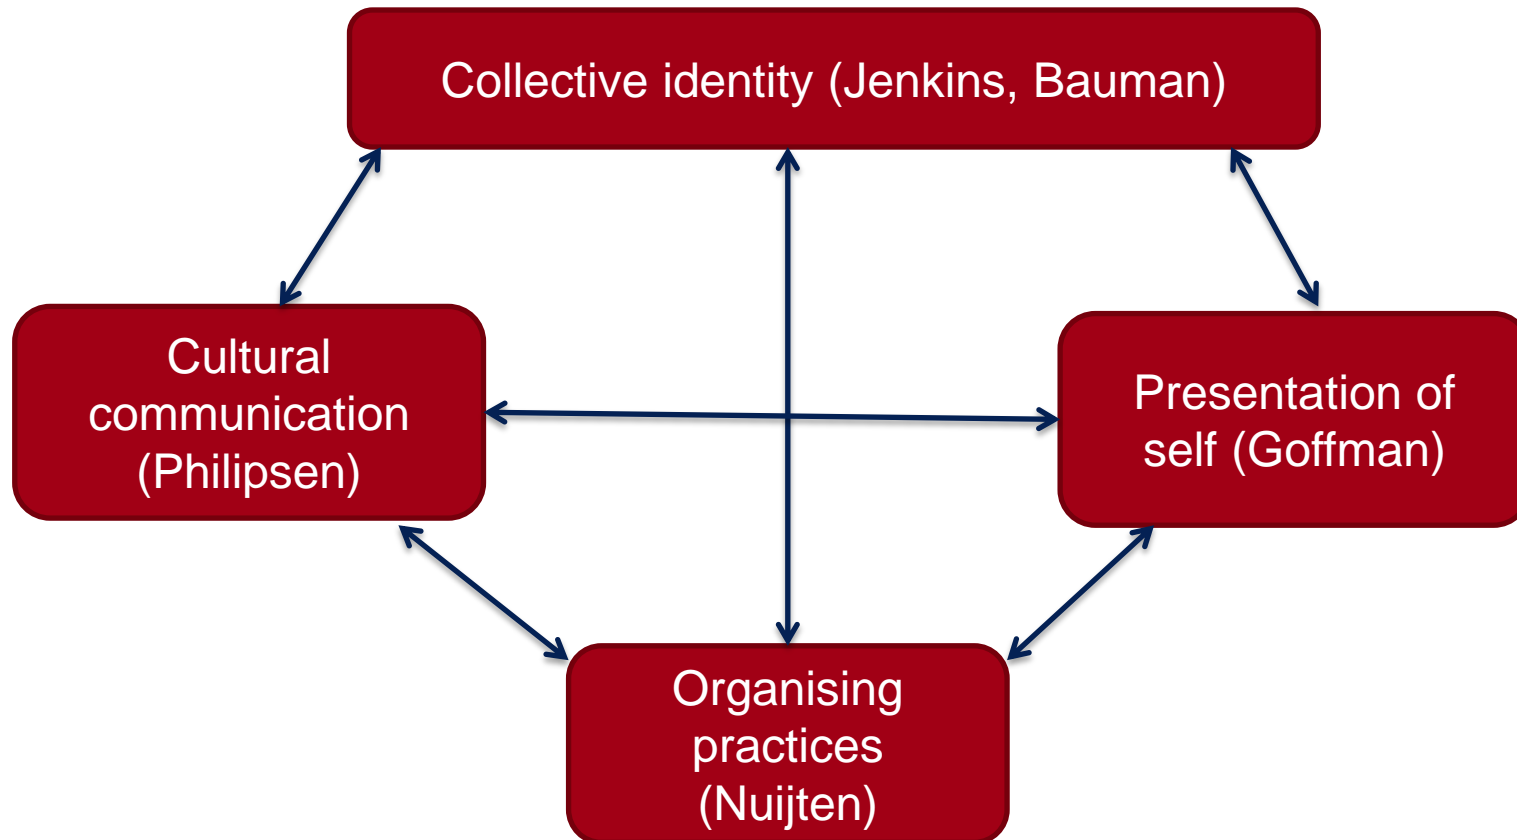 Collective identity (Jenkins, Bauman)
Cultural
communication
(Philipsen)
Presentation of
self (Goffman)
Organising
practices
(Nuijten)